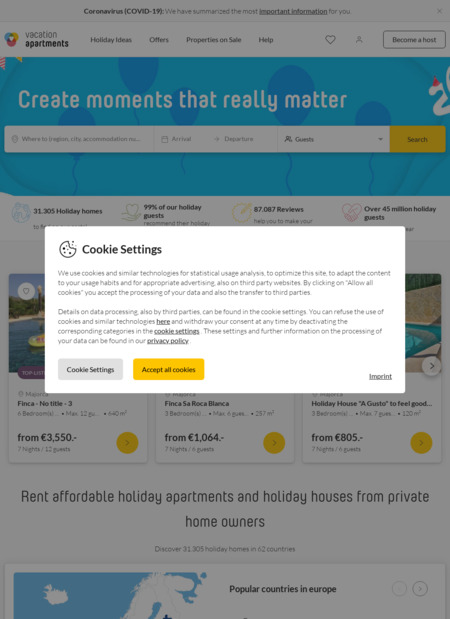 Coronavirus (COVID-19): We have summarized the most important information for you.
vacation
apartments
Holiday Ideas
Offers
Properties on Sale
Help
Become a host
Create moments that really matter
Where to (region, city, accommodation nu...
Arrival
Departure
Guests
Search
31.305 Holiday homes
99% of our holiday
guests
recommend their holiday
87.087 Reviews
help you to make your
Over 45 million holiday
guests
Cookie Settings
We use cookies and similar technologies for statistical usage analysis, to optimize this site, to adapt the content
to your usage habits and for appropriate advertising, also on third party websites. By clicking on "Allow all
cookies" you accept the processing of your data and also the transfer to third parties.
Details on data processing, also by third parties, can be found in the cookie settings. You can refuse the use of
cookies and similar technologies here and withdraw your consent at any time by deactivating the
corresponding categories in the cookie settings . These settings and further information on the processing of
your data can be found in our privacy policy .
Cookie Settings
Accept all cookies
Imprint
Majorca
Finca - No title - 3
6 Bedroom(s) ... • Max. 12 gu... • 640 m²
from €3,550.-
7 Nights / 12 guests
Majorca
Finca Sa Roca Blanca
3 Bedroom(s) ... • Max. 6 gues... • 257 m²
from €1,064.-
7 Nights / 6 guests
Majorca
Holiday House "A Gusto" to feel good...
3 Bedroom(s) ... • Max. 7 gues... • 120 m²
from €805.-
7 Nights / 6 guests
Rent affordable holiday apartments and holiday houses from private
home owners
Discover 31.305 holiday homes in 62 countries
Popular countries in europe